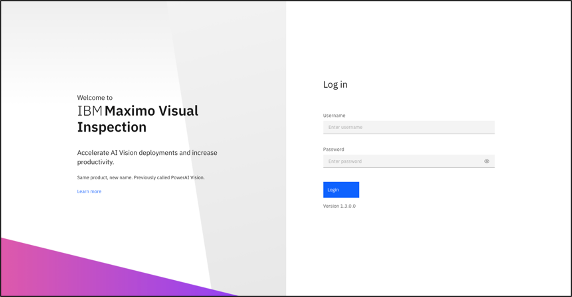 Welcome to
IBM Maximo Visual
Inspection
Accelerate AI Vision deployments and increase
productivity.
Same product, new name. Previously called PowerAI Vision.
Learn more
Log in
Username
Enter username
Password
Enter password
Login
Version 1.3.0.0